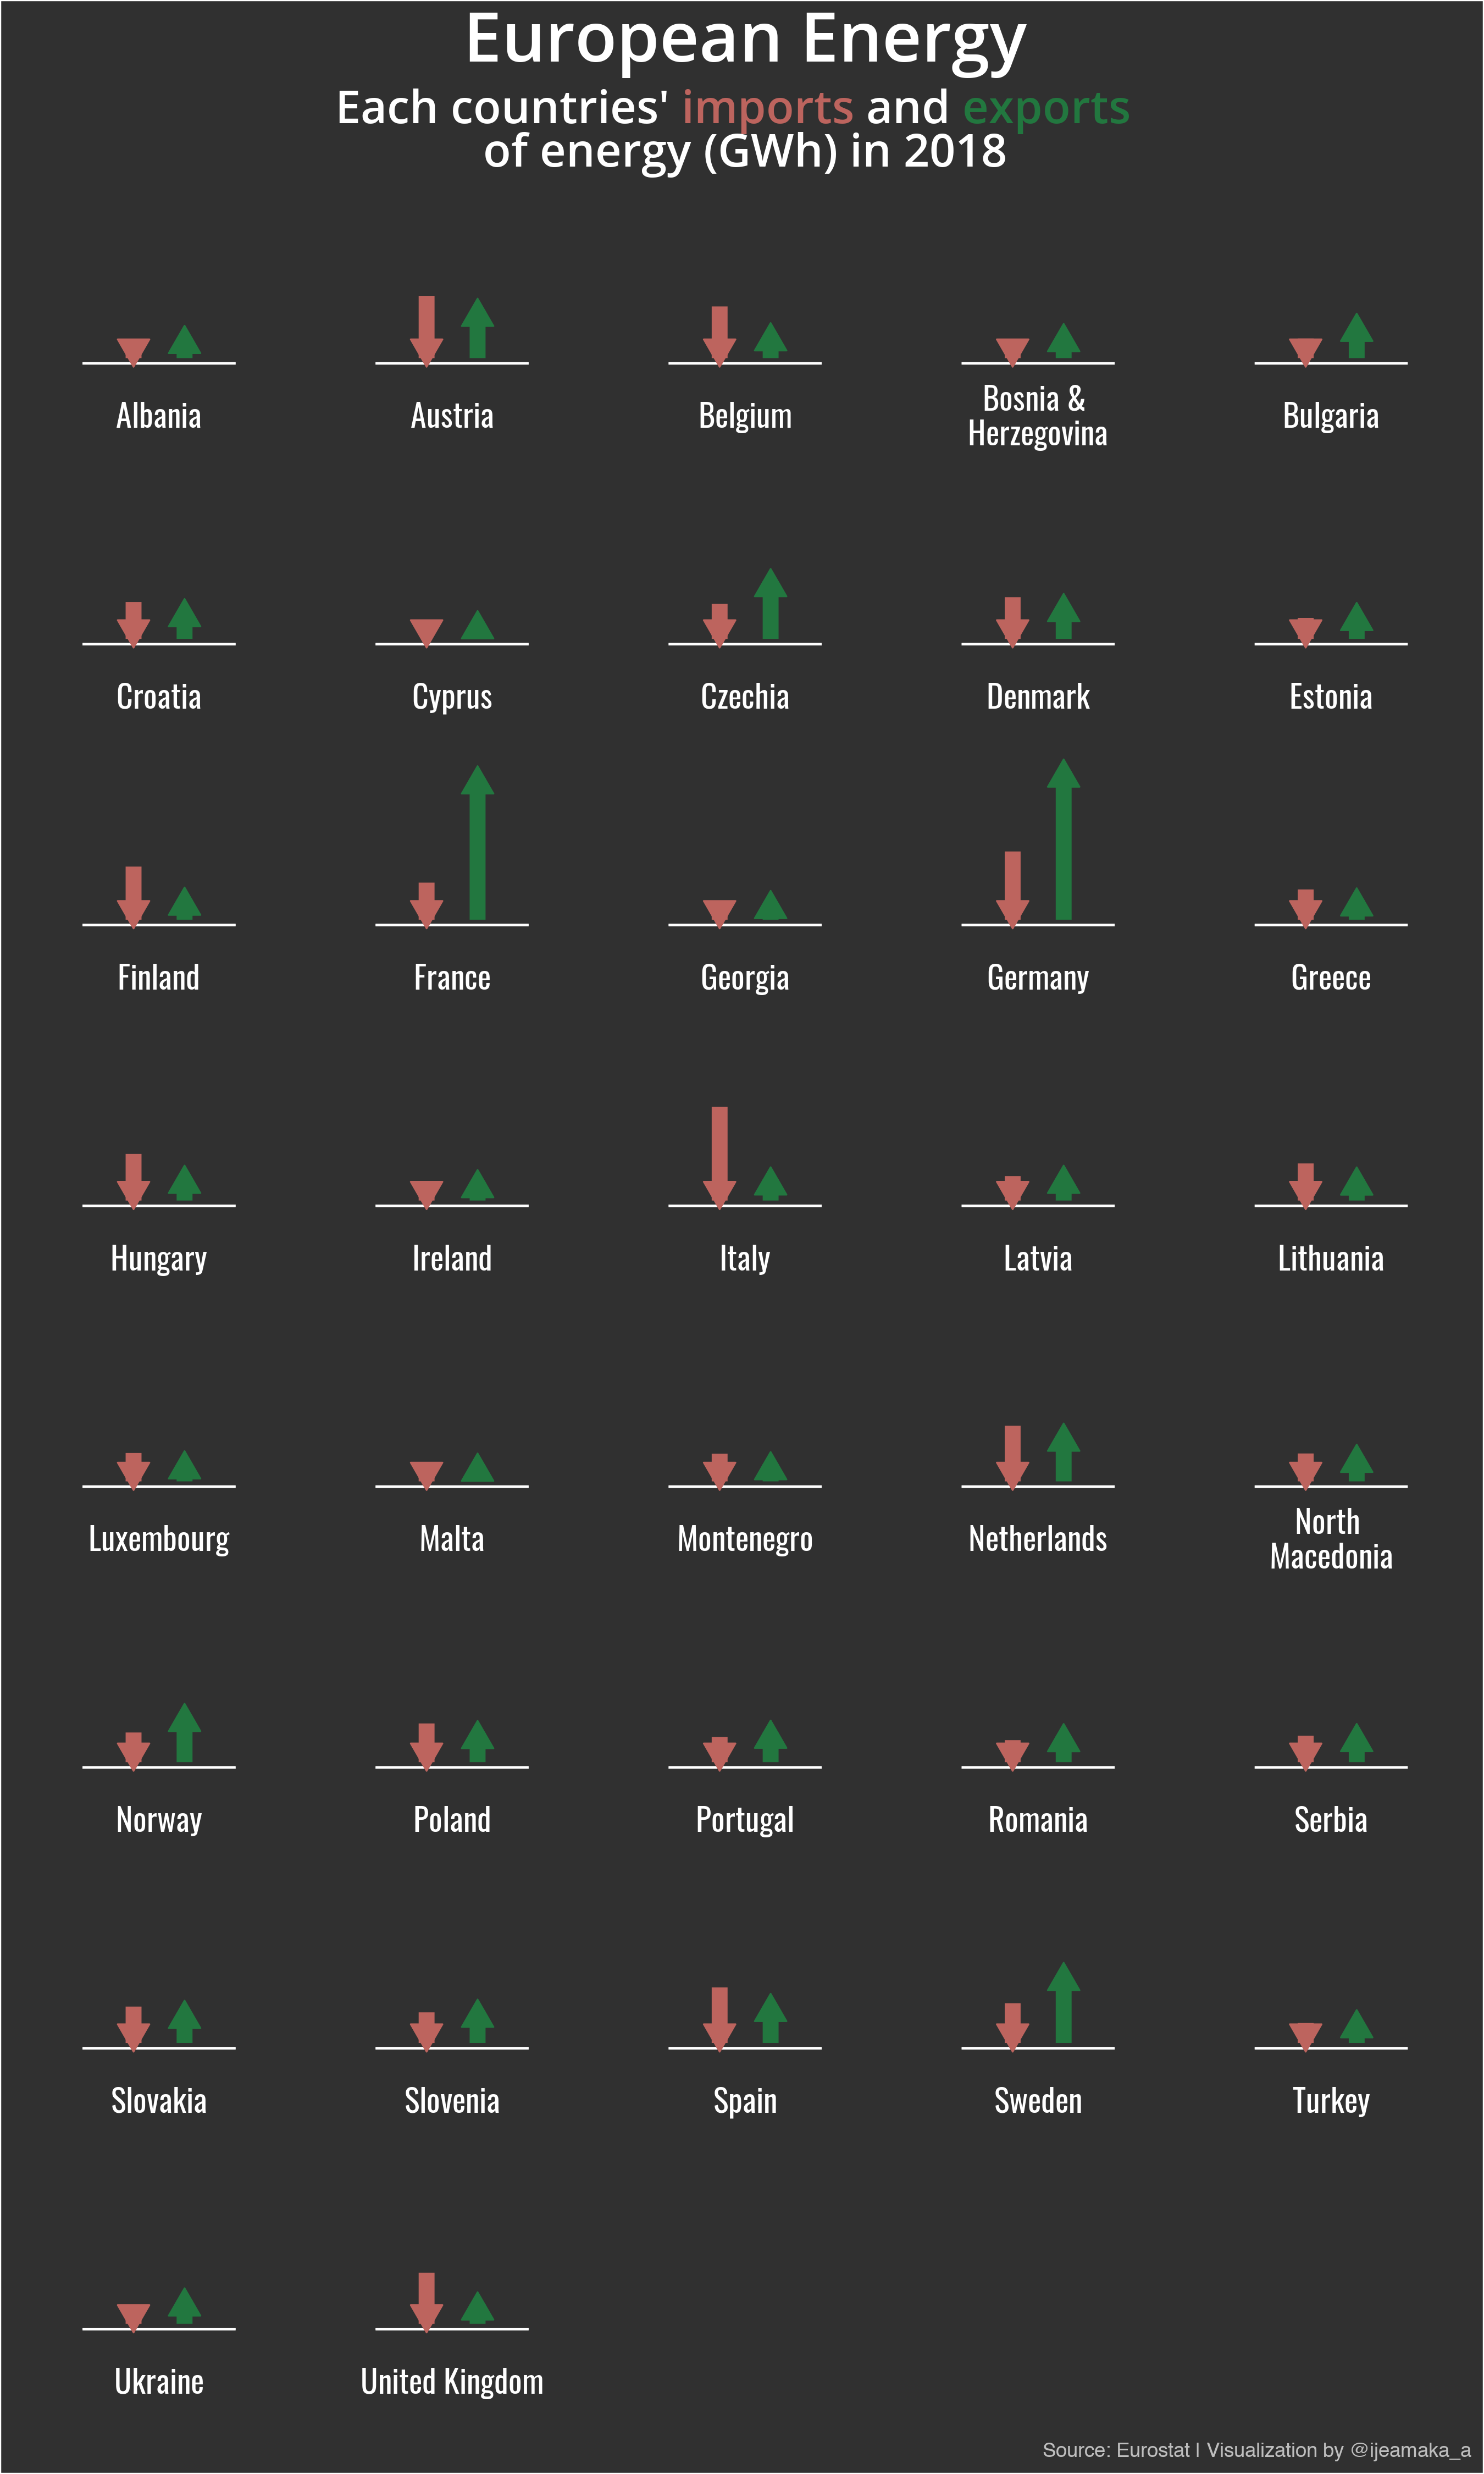 European Energy
Each countries' imports and exports
of energy (GWh) in 2018
Albania
Austria
Belgium
Bosnia &
Herzegovina
Bulgaria
Croatia
Cyprus
Czechia
Denmark
Estonia
Finland
France
Georgia
Germany
Greece
Hungary
Ireland
Italy
Latvia
Lithuania
Luxembourg
Malta
Montenegro
Netherlands
North
Macedonia
Norway
Poland
Portugal
Romania
Serbia
Slovakia
Slovenia
Spain
Sweden
Turkey
Ukraine
United Kingdom
Source: Eurostat | Visualization by @ijeamaka_a